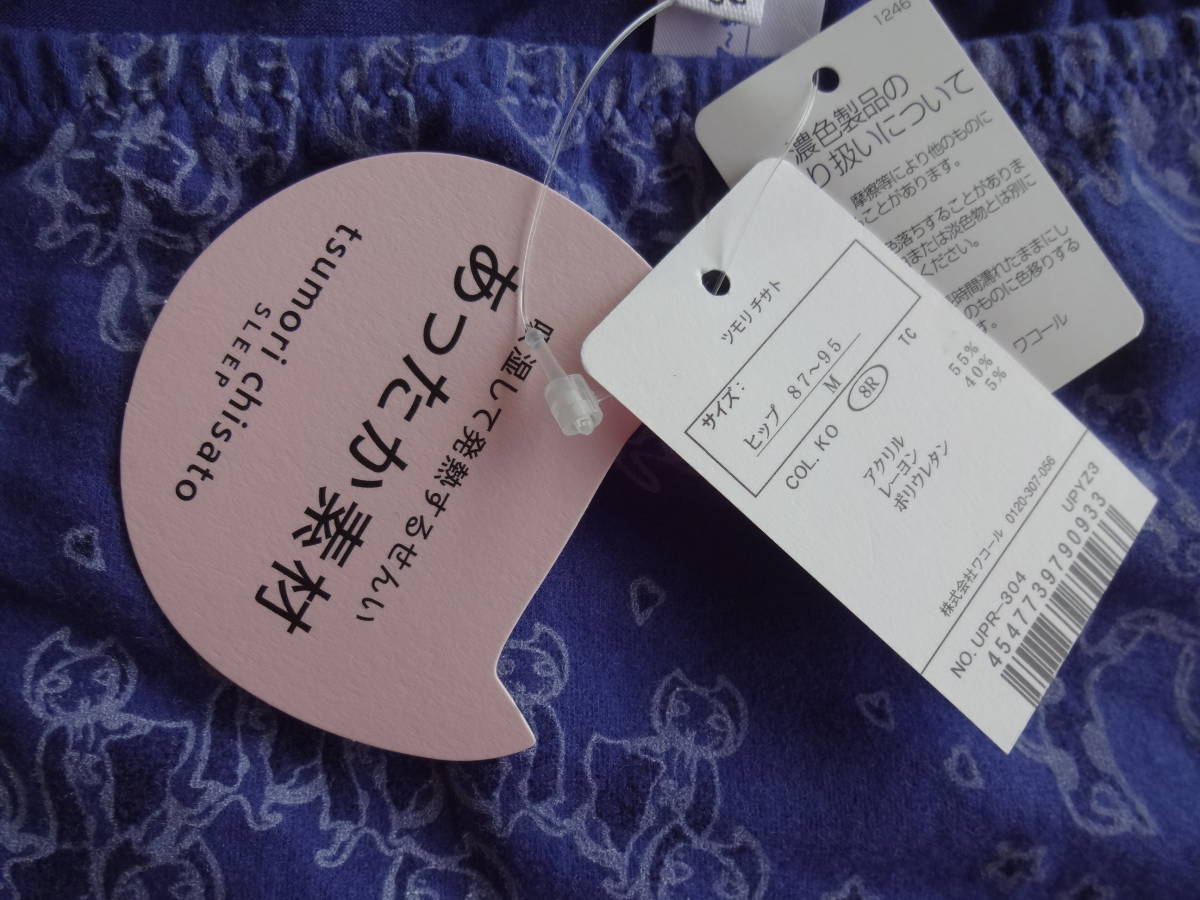 tsumori chisato
SLEEP
あったか素材
吸湿して発熱するせんい
ツモリ チサト
サイズ:
ヒップ 87~95
M
COL. KO 8R TC
アクリル 55%
レーヨン 40%
ポリウレタン 5%
株式会社ワコール 0120-307-056
NO. UPR-304 UPYZ3
4547739790933
1246
濃色製品の
り扱いについて
摩擦等により他のものに
ことがあります。
色落ちすることがありま
または淡色物とは別に
ください。
時間濡れたままにし
のものに色移りする
す。
ワコール